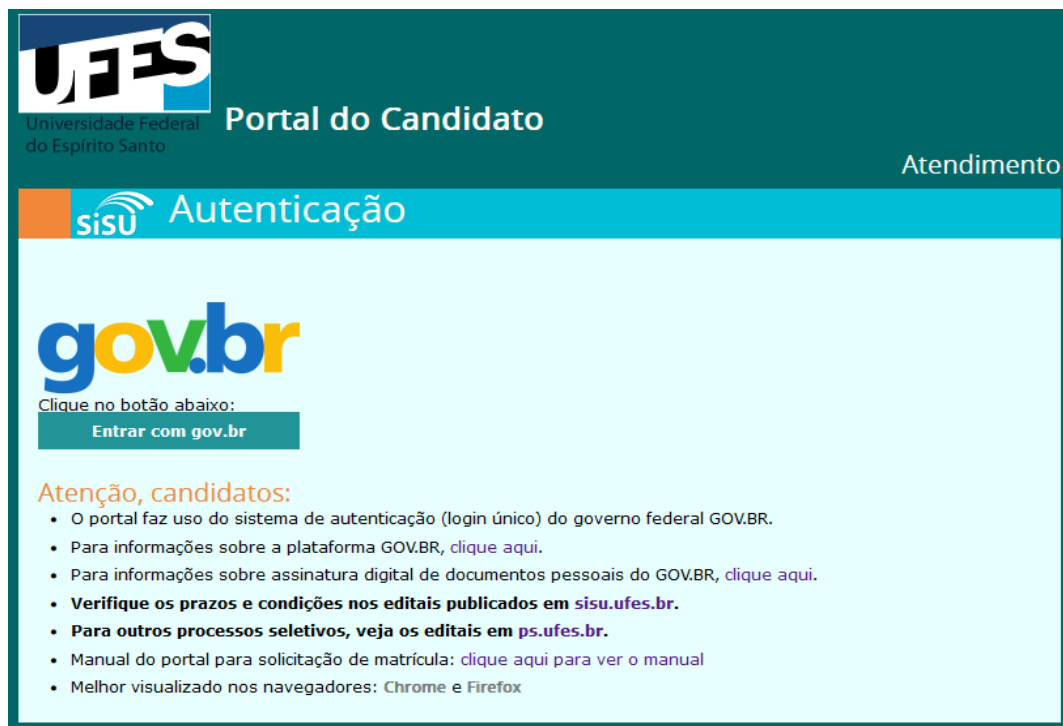 UFES
Universidade Federal
do Espírito Santo
Portal do Candidato
Atendimento
sisu Autenticação
gov.br
Clique no botão abaixo:
Entrar com gov.br
Atenção, candidatos:
• O portal faz uso do sistema de autenticação (login único) do governo federal GOV.BR.
• Para informações sobre a plataforma GOV.BR, clique aqui.
• Para informações sobre assinatura digital de documentos pessoais do GOV.BR, clique aqui.
• Verifique os prazos e condições nos editais publicados em sisu.ufes.br.
• Para outros processos seletivos, veja os editais em ps.ufes.br.
• Manual do portal para solicitação de matrícula: clique aqui para ver o manual
• Melhor visualizado nos navegadores: Chrome e Firefox